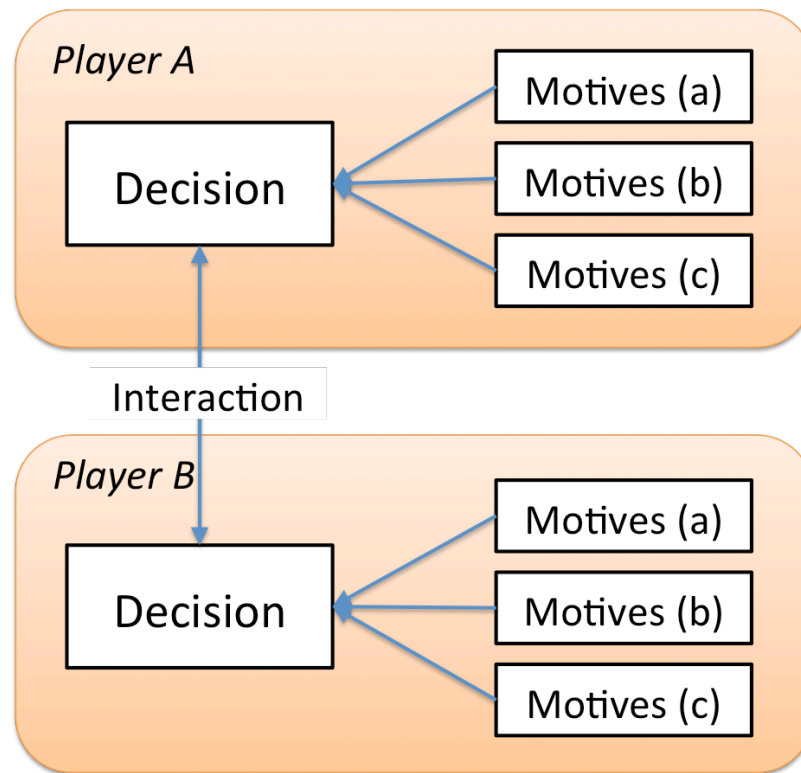 Player A
Motives (a)
Decision
Motives (b)
Motives (c)
Interaction
Player B
Motives (a)
Decision
Motives (b)
Motives (c)